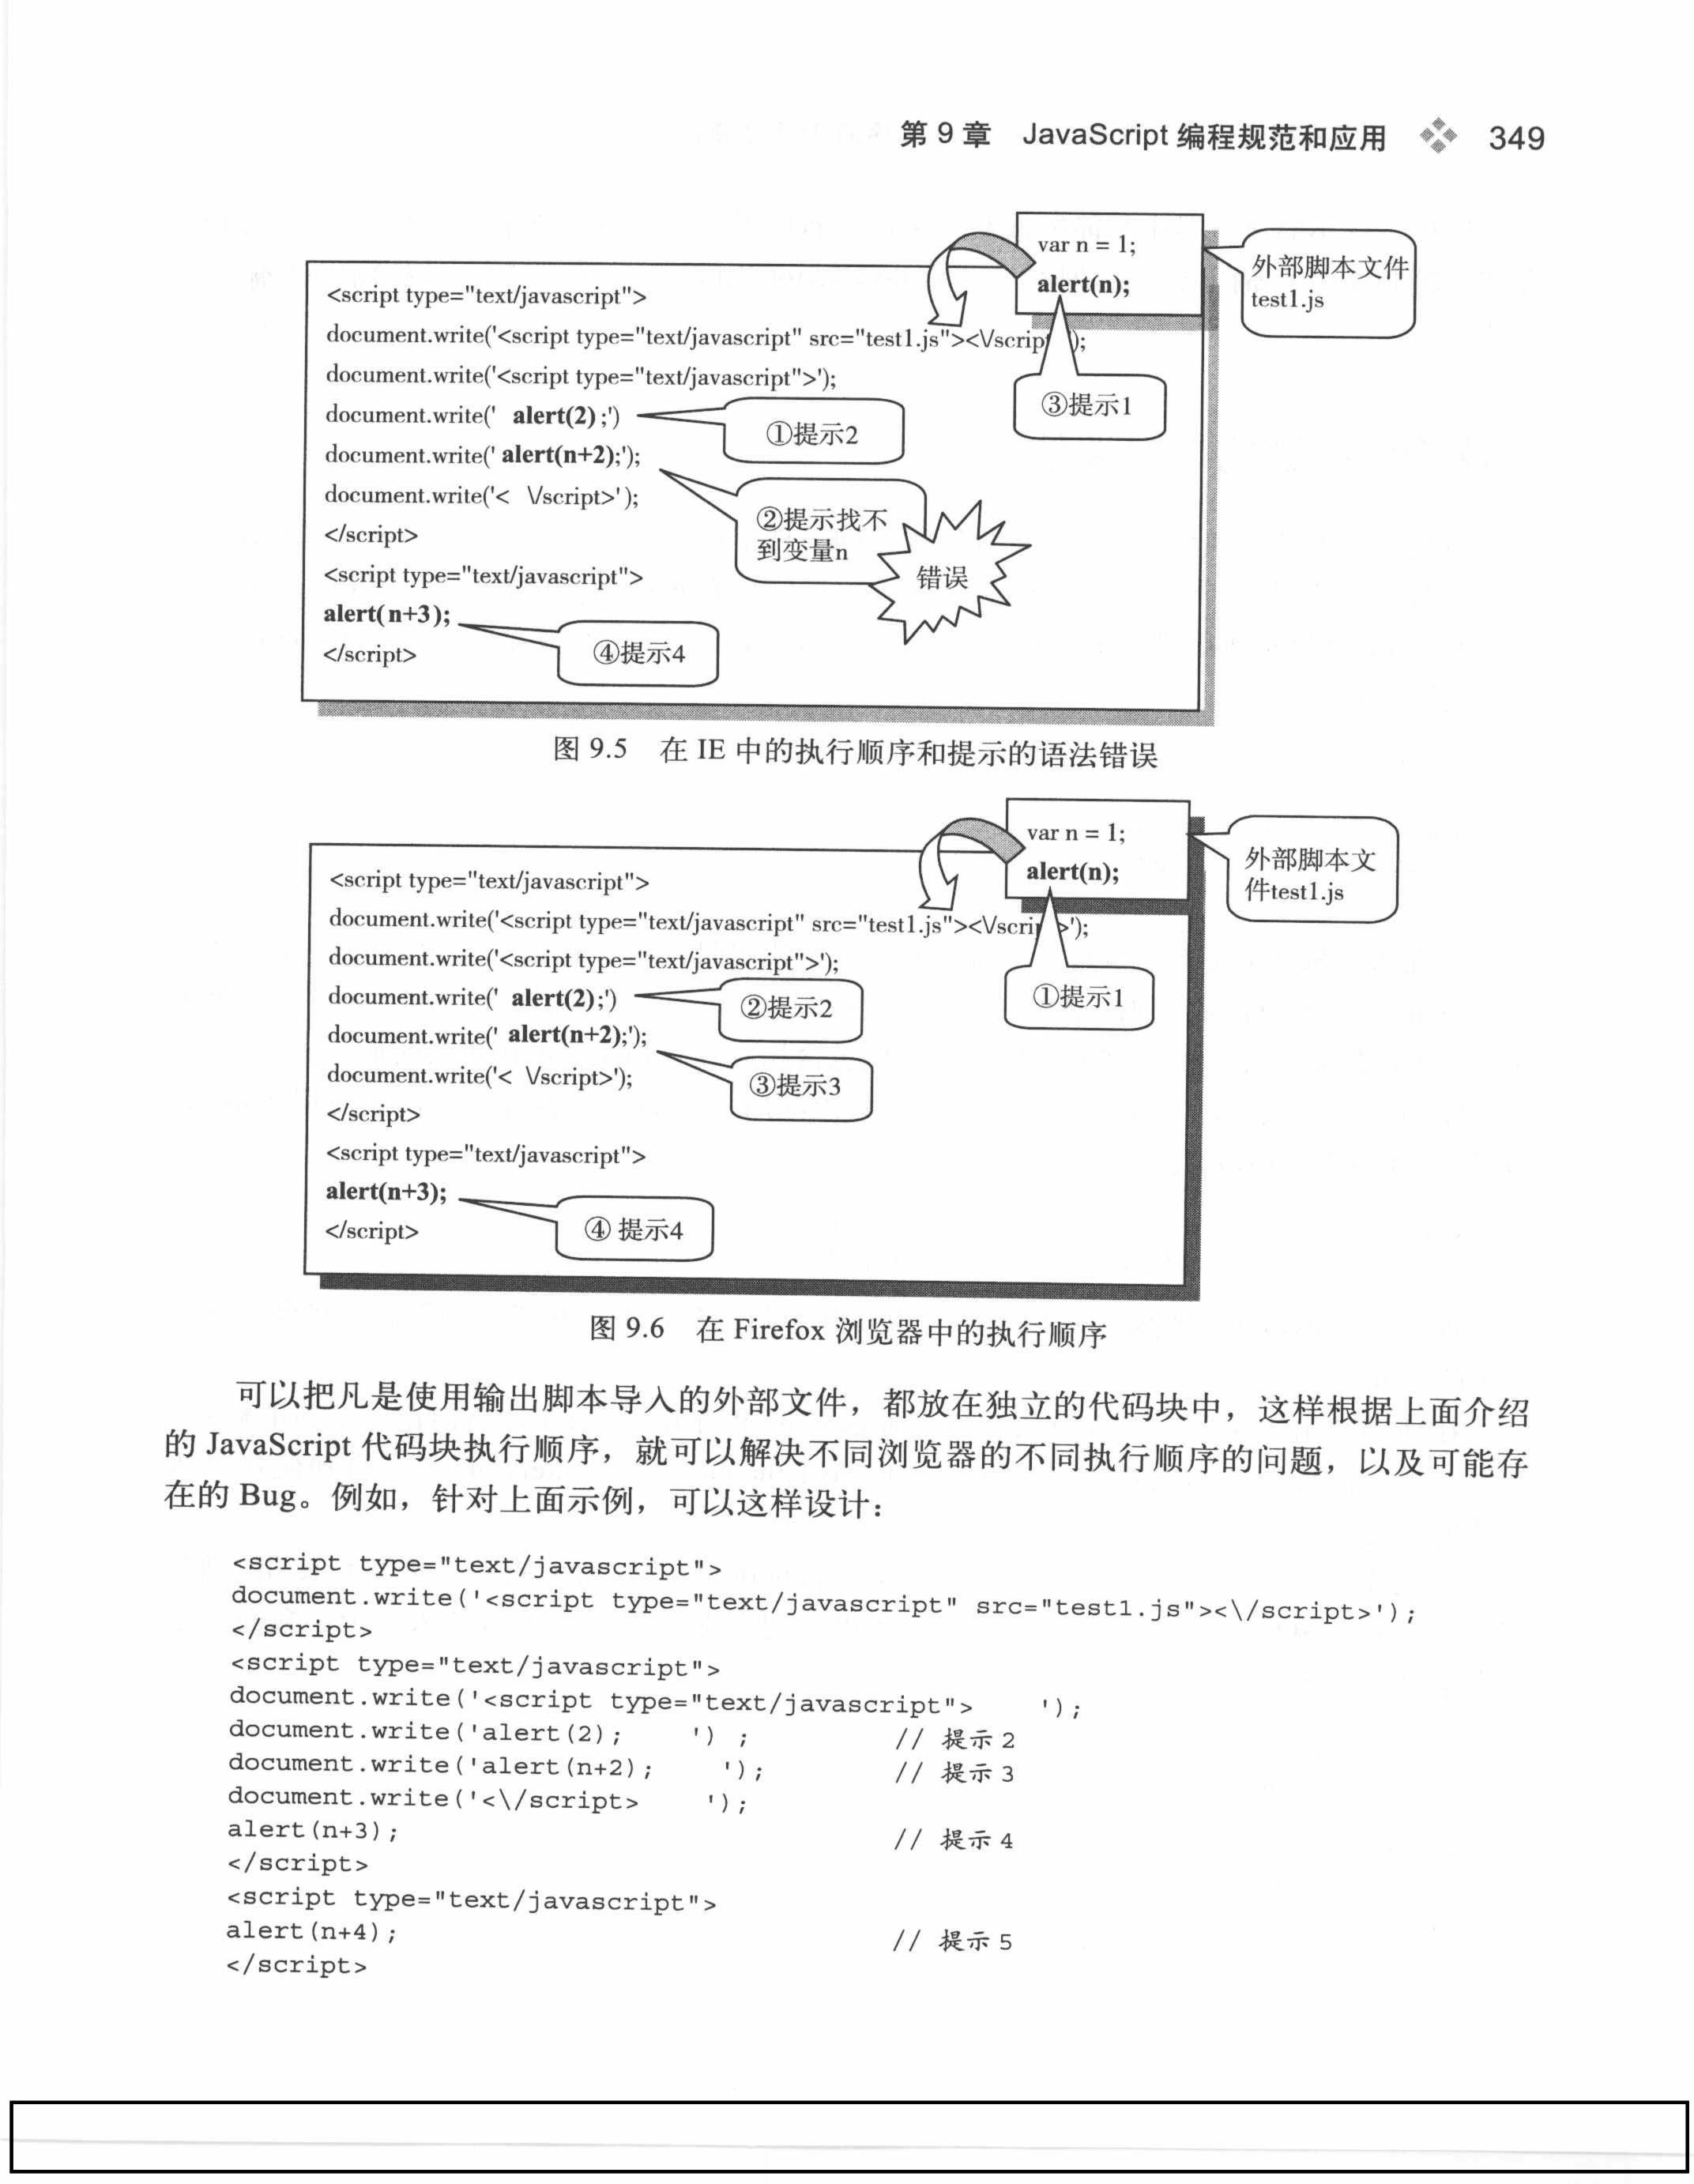 第 9 章 JavaScript 编程规范和应用 349
var n = 1;
alert(n);
外部脚本文件
test1.js
<script type="text/javascript">
document.write('<script type="text/javascript" src="test1.js"><\/scrip );
document.write('<script type="text/javascript">');
document.write(' alert(2) ;')
document.write(' alert(n+2);');
document.write('< \/script>');
</script>
<script type="text/javascript">
alert(n+3);
</script>
③提示1
①提示2
②提示找不
到变量n
错误
④提示4
图 9.5 在 IE 中的执行顺序和提示的语法错误
var n = 1;
alert(n);
外部脚本文
件test1.js
<script type="text/javascript">
document.write('<script type="text/javascript" src="test1.js"><\/scri >');
document.write('<script type="text/javascript">');
document.write(' alert(2);')
document.write(' alert(n+2);');
document.write('< \/script>');
</script>
<script type="text/javascript">
alert(n+3);
</script>
①提示1
②提示2
③提示3
④ 提示4
图 9.6 在 Firefox 浏览器中的执行顺序
可以把凡是使用输出脚本导入的外部文件，都放在独立的代码块中，这样根据上面介绍
的 JavaScript 代码块执行顺序，就可以解决不同浏览器的不同执行顺序的问题，以及可能存
在的 Bug。例如，针对上面示例，可以这样设计：
<script type="text/javascript">
document.write('<script type="text/javascript" src="test1.js"><\/script>');
</script>
<script type="text/javascript">
document.write('<script type="text/javascript"> ');
document.write('alert(2); ') ; // 提示 2
document.write('alert(n+2); '); // 提示 3
document.write('<\/script> ');
alert(n+3); // 提示 4
</script>
<script type="text/javascript">
alert(n+4); // 提示 5
</script>